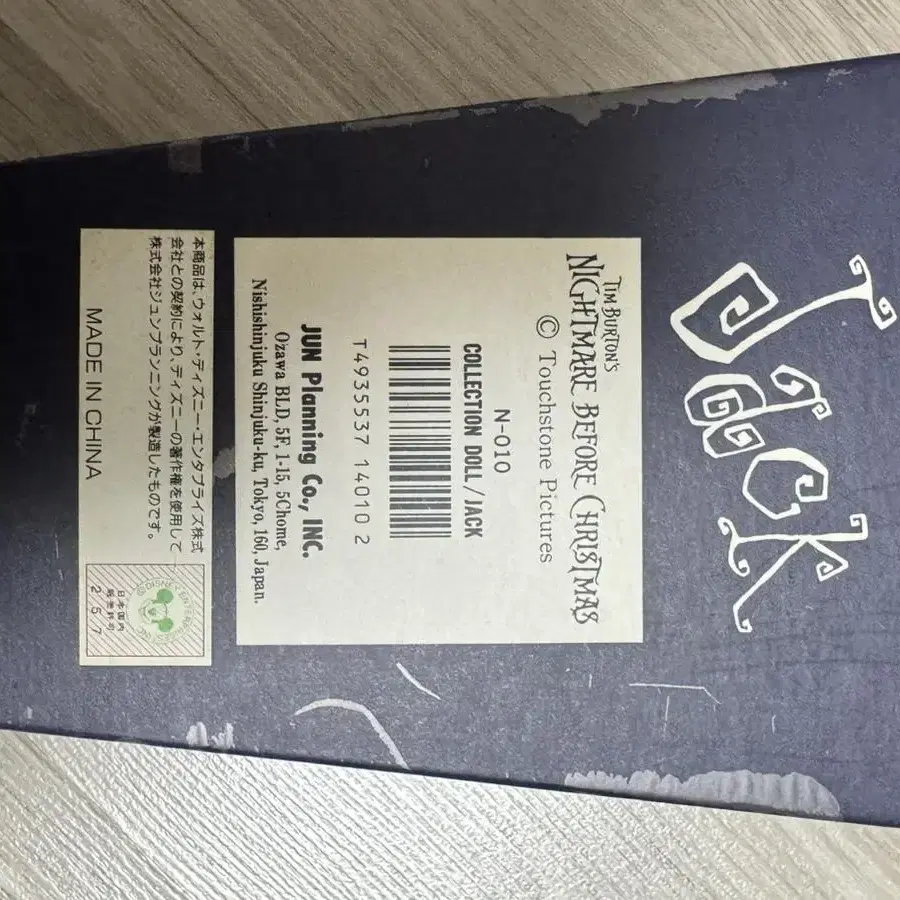 Jack
TIM BURTON'S
NIGHTMARE BEFORE CHRISTMAS
© Touchstone Pictures
N-010
COLLECTION DOLL/JACK
T4935537 14010 2
JUN Planning Co., INC.
Ozawa BLD, 5F, 1-15, 5Chome,
Nishishinjuku Shinjuku-ku, Tokyo, 160, Japan.
本商品は、ウォルト・ディズニー・エンタプライズ株式
会社との契約により、ディズニーの著作権を使用して
株式会社ジュンプランニングが製造したものです。
MADE IN CHINA
©DISNEY ENTERPRISES INC.
日本国内
販売許可
257